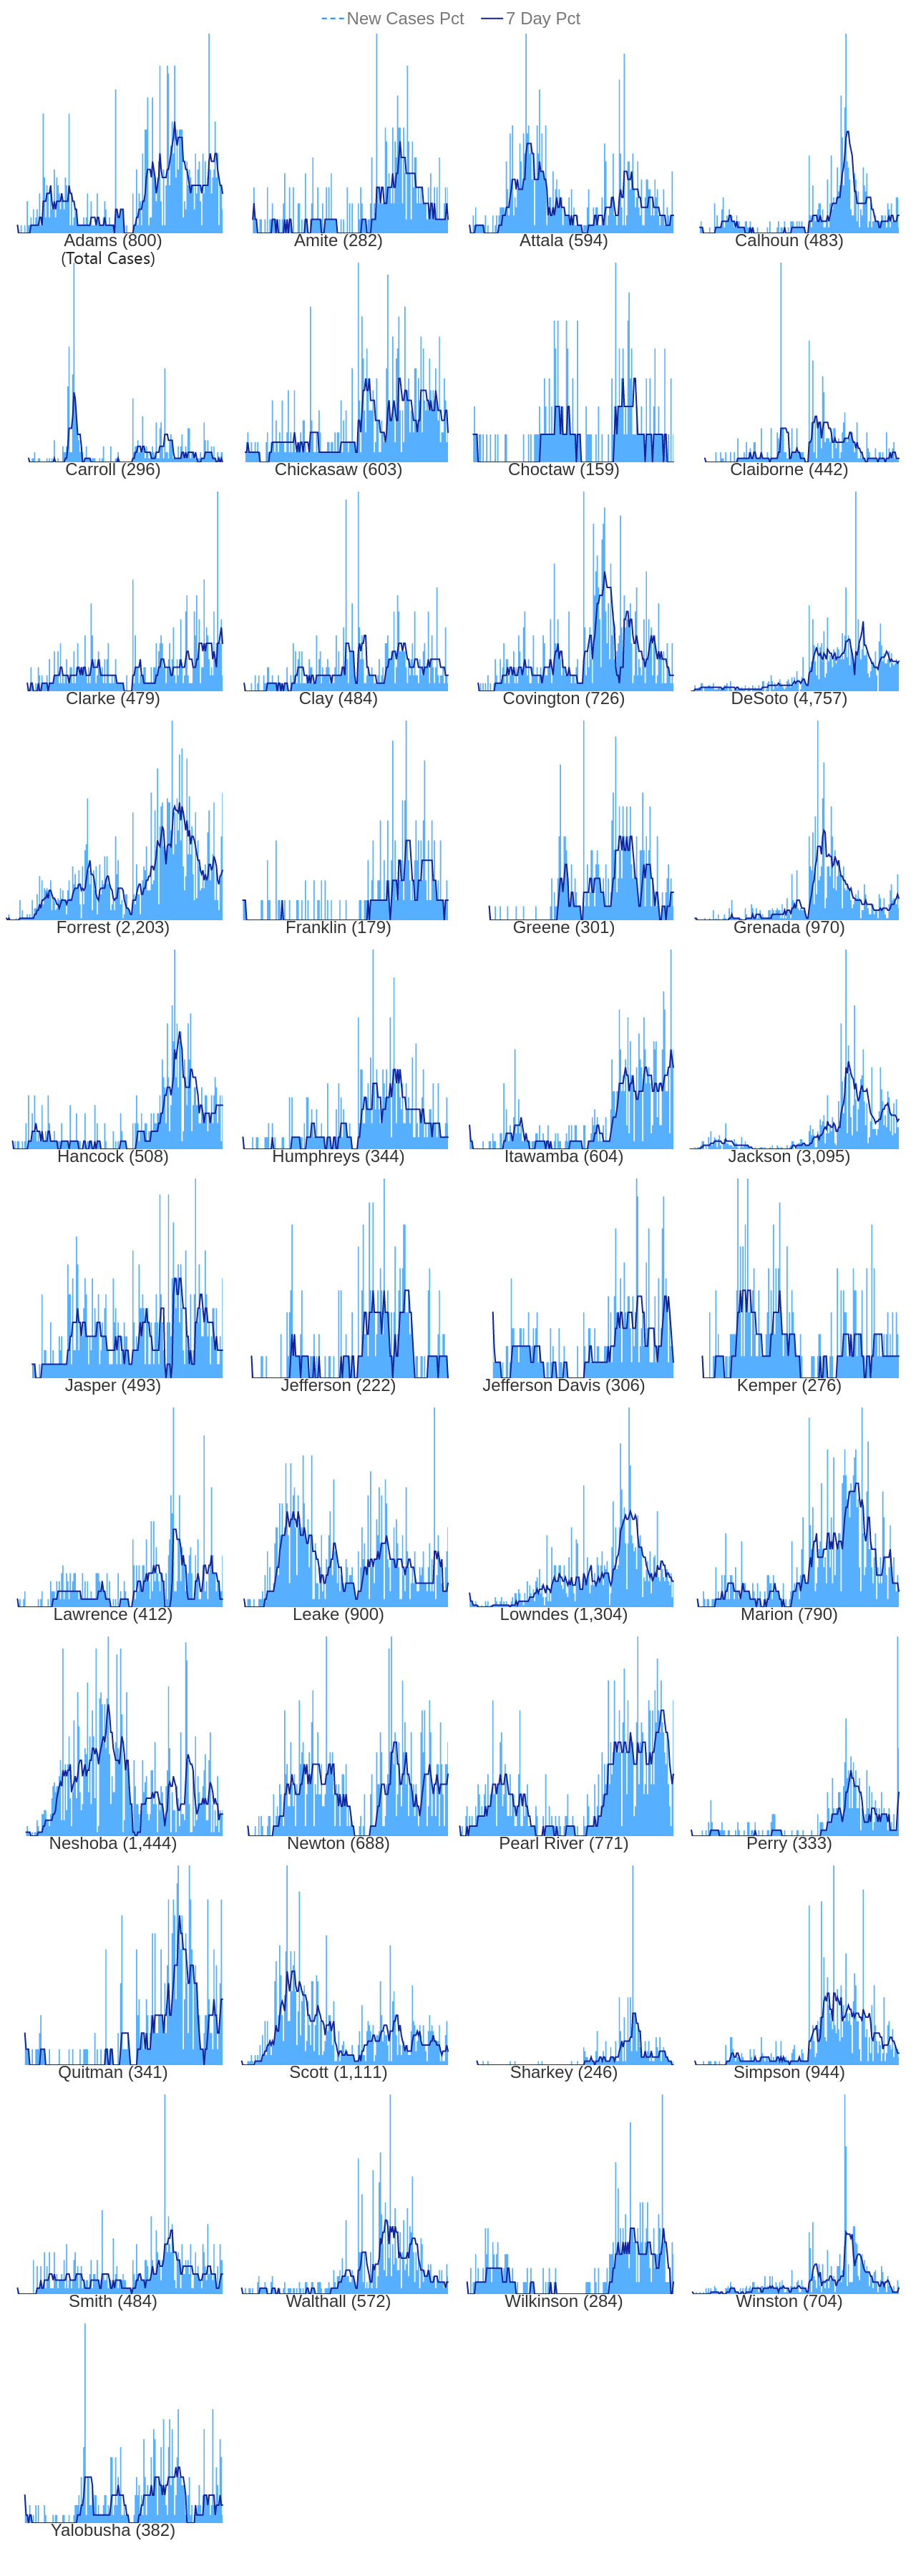 New Cases Pct 7 Day Pct
Adams (800) Amite (282) Attala (594) Calhoun (483)
(Total Cases)
Carroll (296) Chickasaw (603) Choctaw (159) Claiborne (442)
Clarke (479) Clay (484) Covington (726) DeSoto (4,757)
Forrest (2,203) Franklin (179) Greene (301) Grenada (970)
Hancock (508) Humphreys (344) Itawamba (604) Jackson (3,095)
Jasper (493) Jefferson (222) Jefferson Davis (306) Kemper (276)
Lawrence (412) Leake (900) Lowndes (1,304) Marion (790)
Neshoba (1,444) Newton (688) Pearl River (771) Perry (333)
Quitman (341) Scott (1,111) Sharkey (246) Simpson (944)
Smith (484) Walthall (572) Wilkinson (284) Winston (704)
Yalobusha (382)